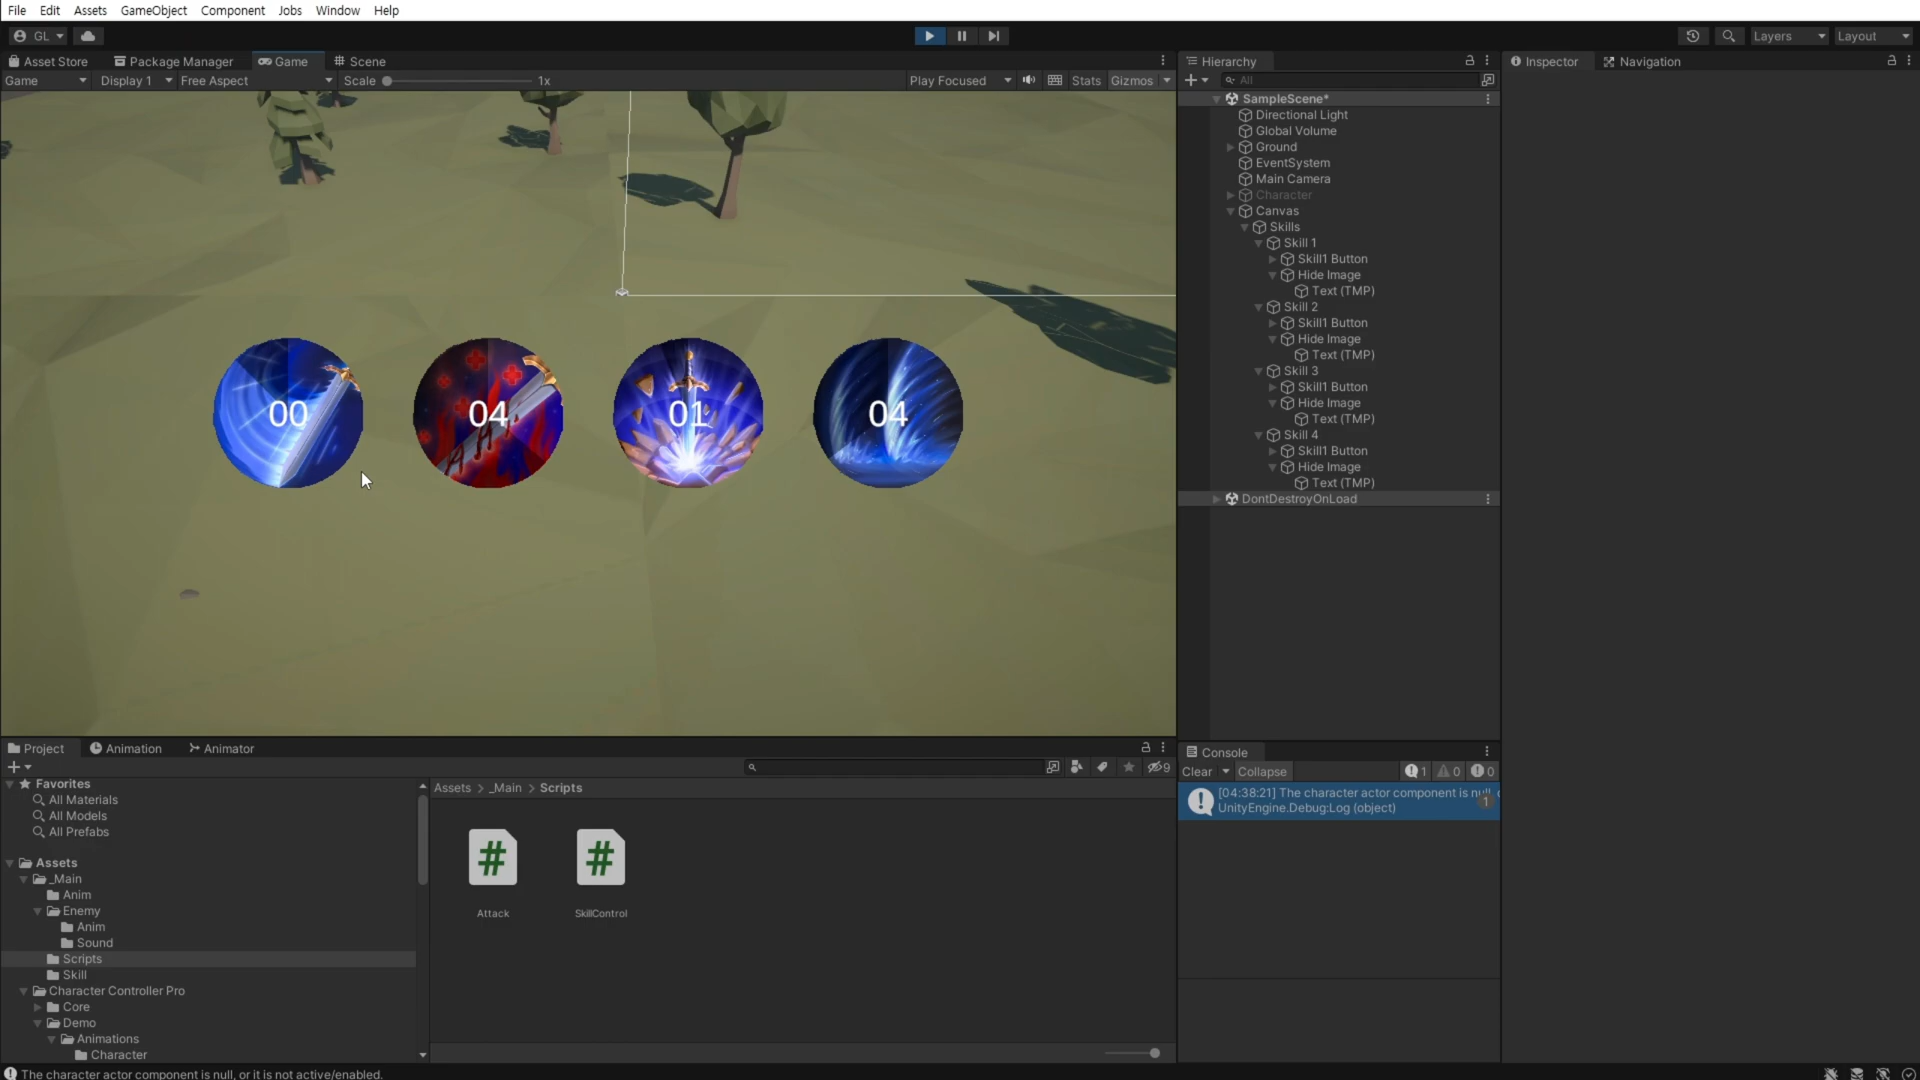 File Edit Assets GameObject Component Jobs Window Help
GL
Layers Layout
Asset Store Package Manager Game Scene
Game Display 1 Free Aspect Scale 1x Play Focused Stats Gizmos
00
04
01
04
Hierarchy
All
SampleScene*
Directional Light
Global Volume
Ground
EventSystem
Main Camera
Character
Canvas
Skills
Skill 1
Skill1 Button
Hide Image
Text (TMP)
Skill 2
Skill1 Button
Hide Image
Text (TMP)
Skill 3
Skill1 Button
Hide Image
Text (TMP)
Skill 4
Skill1 Button
Hide Image
Text (TMP)
DontDestroyOnLoad
Inspector Navigation
Project Animation Animator
9
Favorites
All Materials
All Models
All Prefabs
Assets
_Main
Anim
Enemy
Anim
Sound
Scripts
Skill
Character Controller Pro
Core
Demo
Animations
Character
Assets > _Main > Scripts
Attack
SkillControl
Console
Clear Collapse 1 0 0
[04:38:21] The character actor component is null, 
UnityEngine.Debug:Log (object)
1
The character actor component is null, or it is not active/enabled.